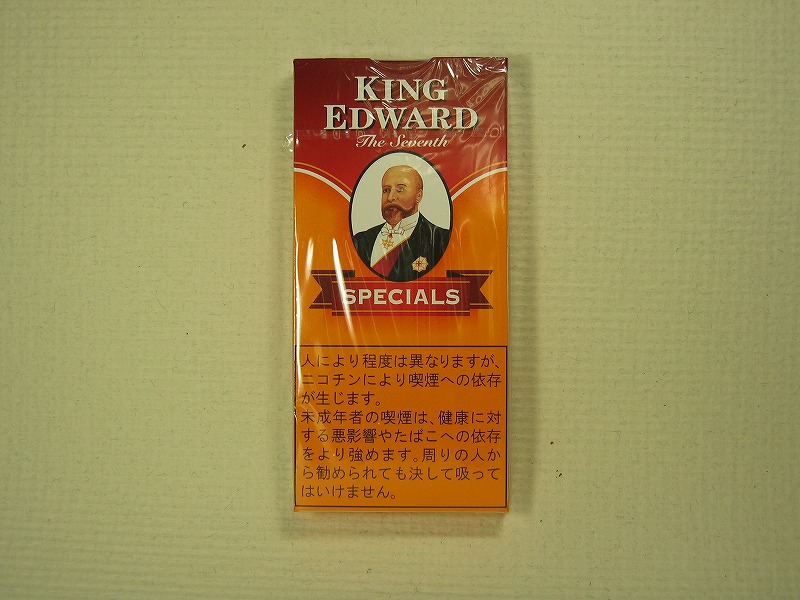 KING
EDWARD
The Seventh
SPECIALS
人により程度は異なりますが、
ニコチンにより喫煙への依存
が生じます。
未成年者の喫煙は、健康に対
する悪影響やたばこへの依存
をより強めます。周りの人か
ら勧められても決して吸って
はいけません。